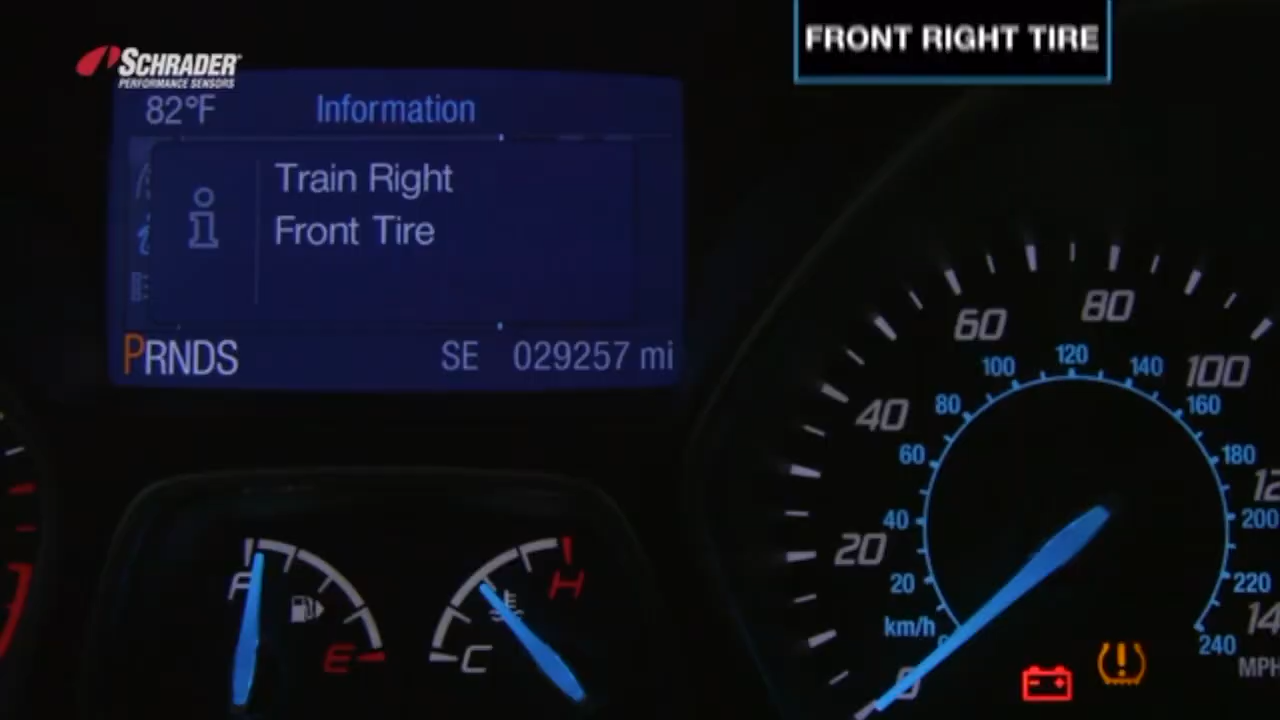 FRONT RIGHT TIRE
SCHRADER
PERFORMANCE SENSORS
82°F
Information
Train Right
Front Tire
PRNDS
SE
029257 mi
F
E
C
H
0
20
40
60
80
100
km/h
20
40
60
80
100
120
140
160
180
200
220
240
MPH